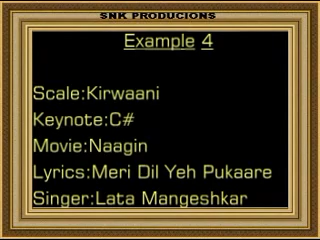 SNK PRODUCIONS
Example 4
Scale:Kirwaani
Keynote:C#
Movie:Naagin
Lyrics:Meri Dil Yeh Pukaare
Singer:Lata Mangeshkar